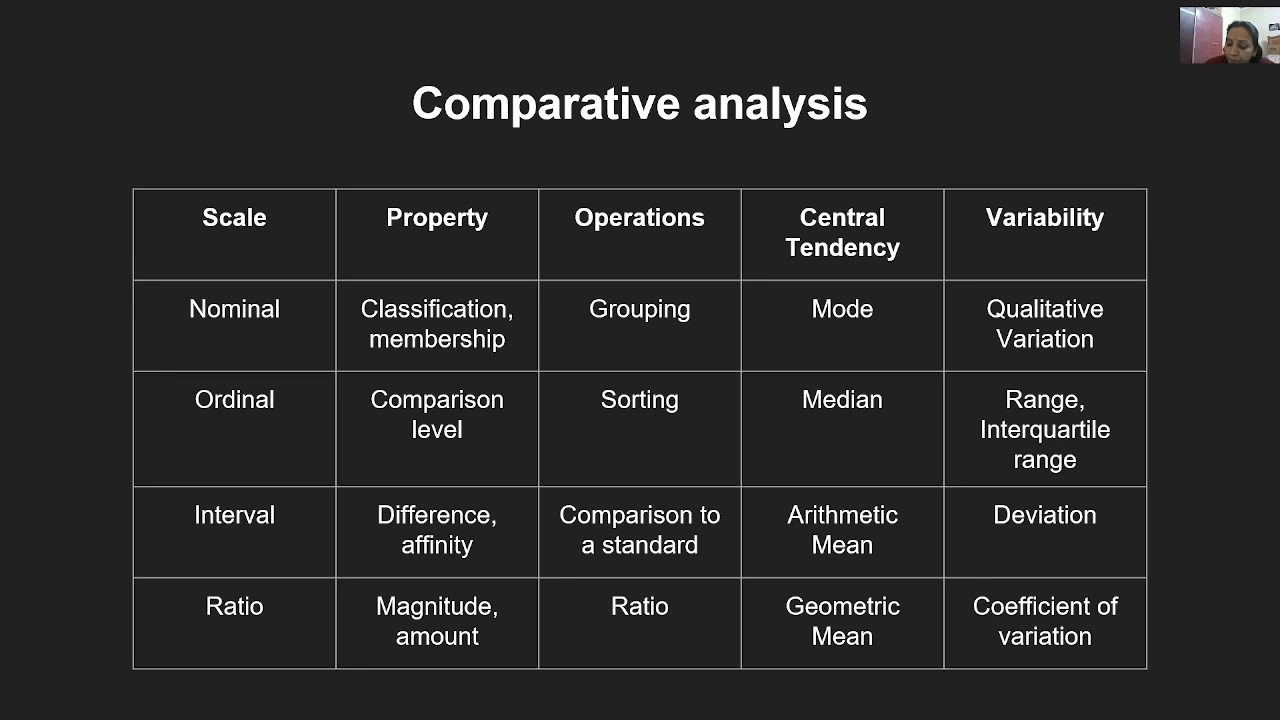 Comparative analysis
Scale Property Operations Central Tendency Variability
Nominal Classification, membership Grouping Mode Qualitative Variation
Ordinal Comparison level Sorting Median Range, Interquartile range
Interval Difference, affinity Comparison to a standard Arithmetic Mean Deviation
Ratio Magnitude, amount Ratio Geometric Mean Coefficient of variation